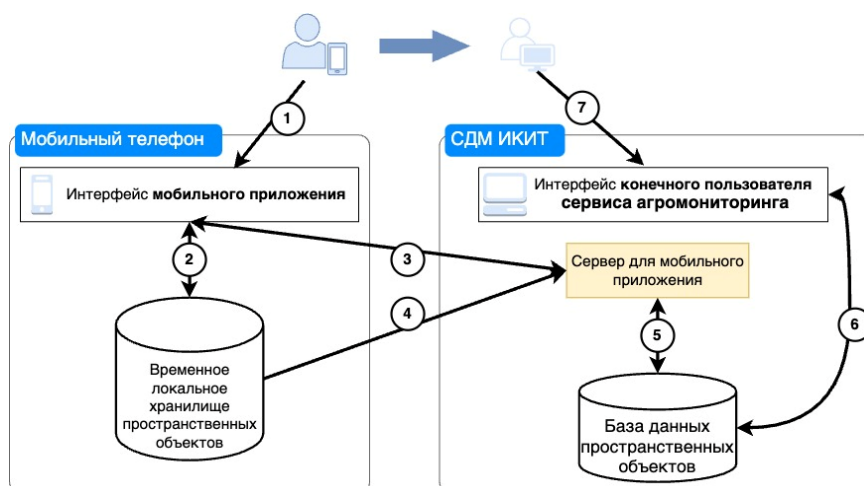 1
7
Мобильный телефон
СДМ ИКИТ
Интерфейс мобильного приложения
Интерфейс конечного пользователя
сервиса агромониторинга
2
3
Сервер для мобильного
приложения
4
5
6
Временное
локальное
хранилище
пространственных
объектов
База данных
пространственных
объектов